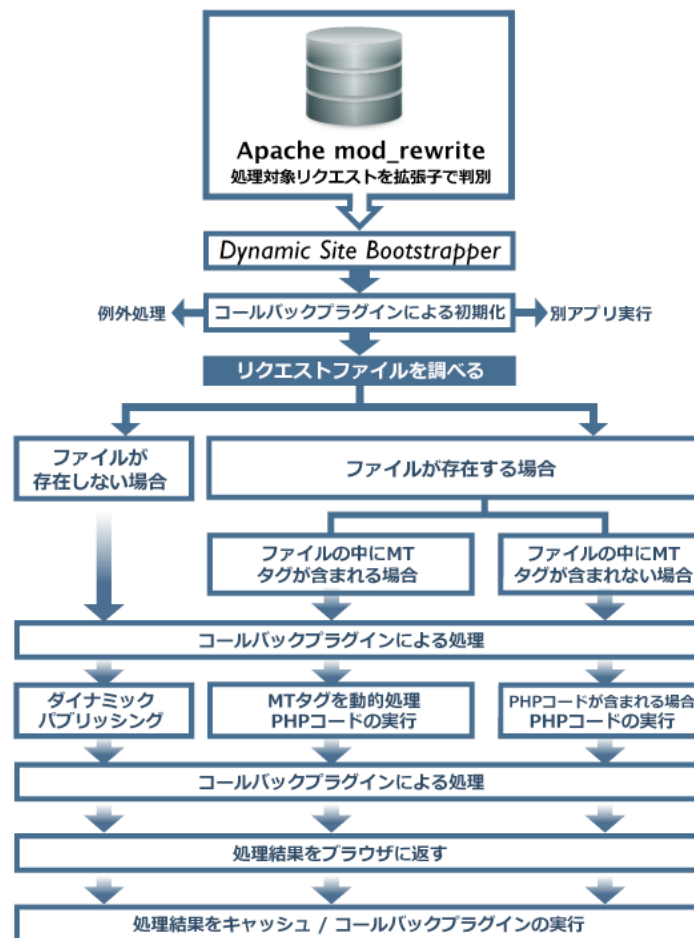 Apache mod_rewrite
処理対象リクエストを拡張子で判別
Dynamic Site Bootstrapper
例外処理
コールバックプラグインによる初期化
別アプリ実行
リクエストファイルを調べる
ファイルが
存在しない場合
ファイルが存在する場合
ファイルの中にMT
タグが含まれる場合
ファイルの中にMT
タグが含まれない場合
コールバックプラグインによる処理
ダイナミック
パブリッシング
MTタグを動的処理
PHPコードの実行
PHPコードが含まれる場合
PHPコードの実行
コールバックプラグインによる処理
処理結果をブラウザに返す
処理結果をキャッシュ / コールバックプラグインの実行